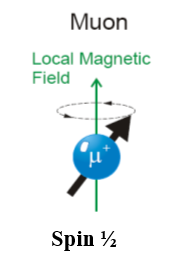 Muon
Local Magnetic
Field
μ⁺
Spin ½